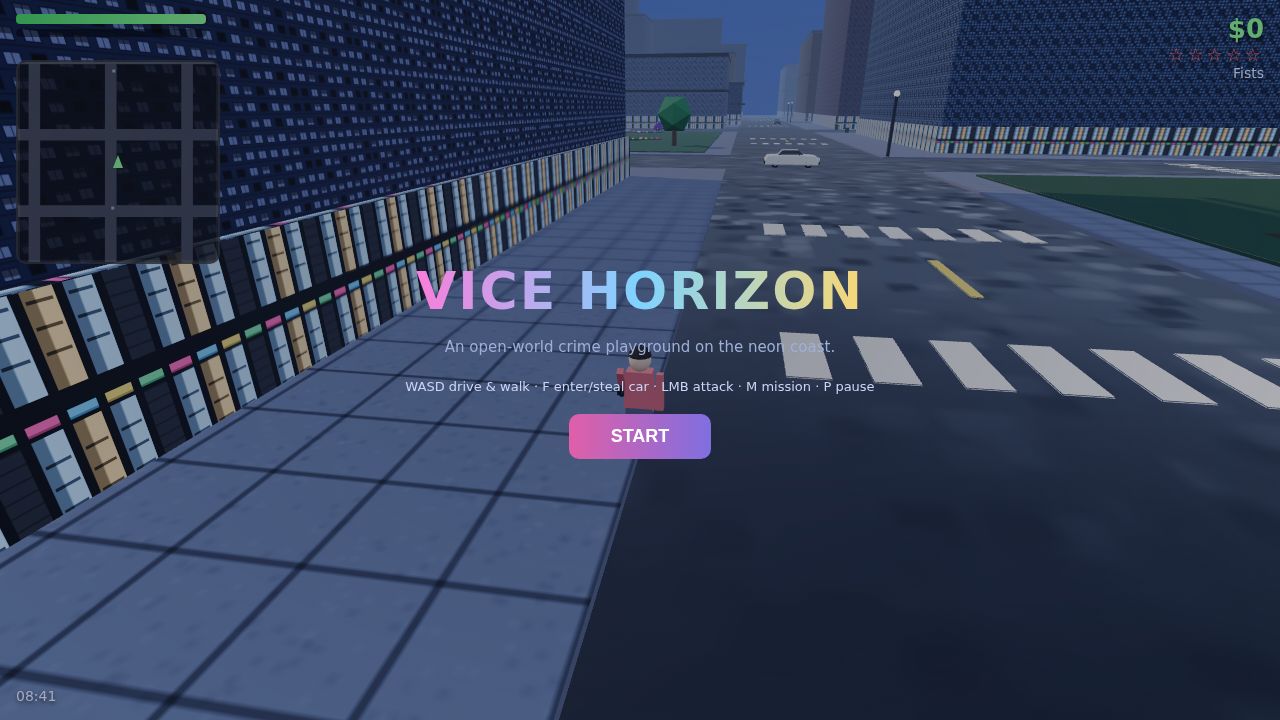 $0
☆☆☆☆☆
Fists
VICE HORIZON
An open-world crime playground on the neon coast.
WASD drive & walk · F enter/steal car · LMB attack · M mission · P pause
START
08:41